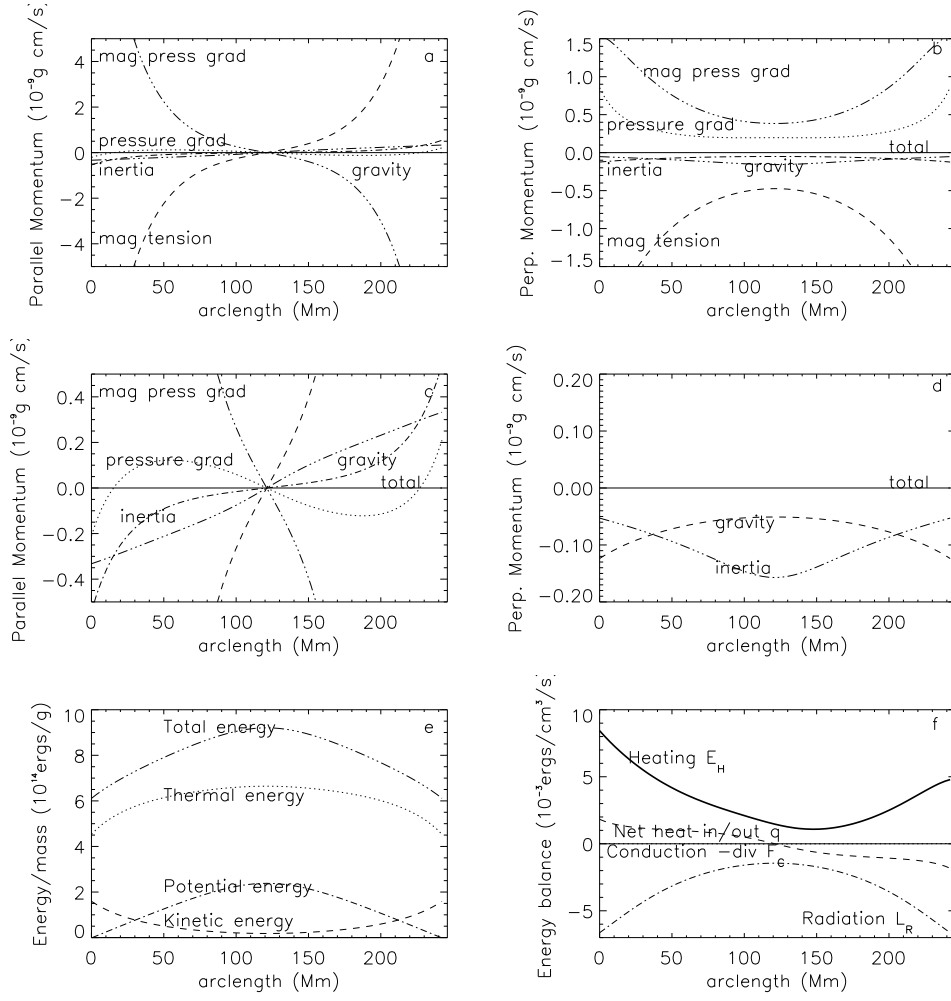 Parallel Momentum (10⁻⁹g cm/s)
mag press grad
a
pressure grad
inertia
gravity
mag tension
4
2
0
−2
−4
0 50 100 150 200
arclength (Mm)
Perp. Momentum (10⁻⁹g cm/s)
b
mag press grad
pressure grad
total
inertia
gravity
mag tension
1.5
1.0
0.5
0.0
−0.5
−1.0
−1.5
0 50 100 150 200
arclength (Mm)
Parallel Momentum (10⁻⁹g cm/s)
mag press grad
c
pressure grad
gravity
total
inertia
0.4
0.2
0.0
−0.2
−0.4
0 50 100 150 200
arclength (Mm)
Perp. Momentum (10⁻⁹g cm/s)
d
total
gravity
inertia
0.20
0.10
0.00
−0.10
−0.20
0 50 100 150 200
arclength (Mm)
Energy/mass (10¹⁴ergs/g)
Total energy
e
Thermal energy
Potential energy
Kinetic energy
10
8
6
4
2
0
0 50 100 150 200
arclength (Mm)
Energy balance (10⁻³ergs/cm³/s)
f
Heating E_H
Net heat-in/out q
Conduction −div F_c
Radiation L_R
10
5
0
−5
0 50 100 150 200
arclength (Mm)